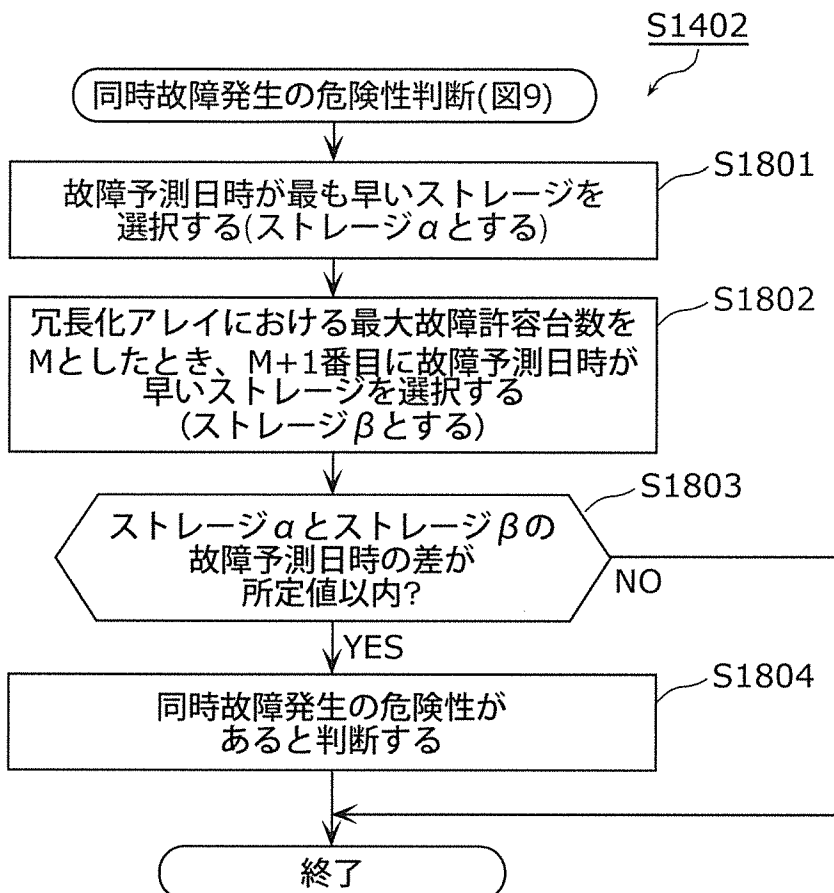 S1402
同時故障発生の危険性判断(図9)
S1801
故障予測日時が最も早いストレージを
選択する(ストレージαとする)
S1802
冗長化アレイにおける最大故障許容台数を
Mとしたとき、M+1番目に故障予測日時が
早いストレージを選択する
(ストレージβとする)
S1803
ストレージαとストレージβの
故障予測日時の差が
所定値以内?
NO
YES
S1804
同時故障発生の危険性が
あると判断する
終了